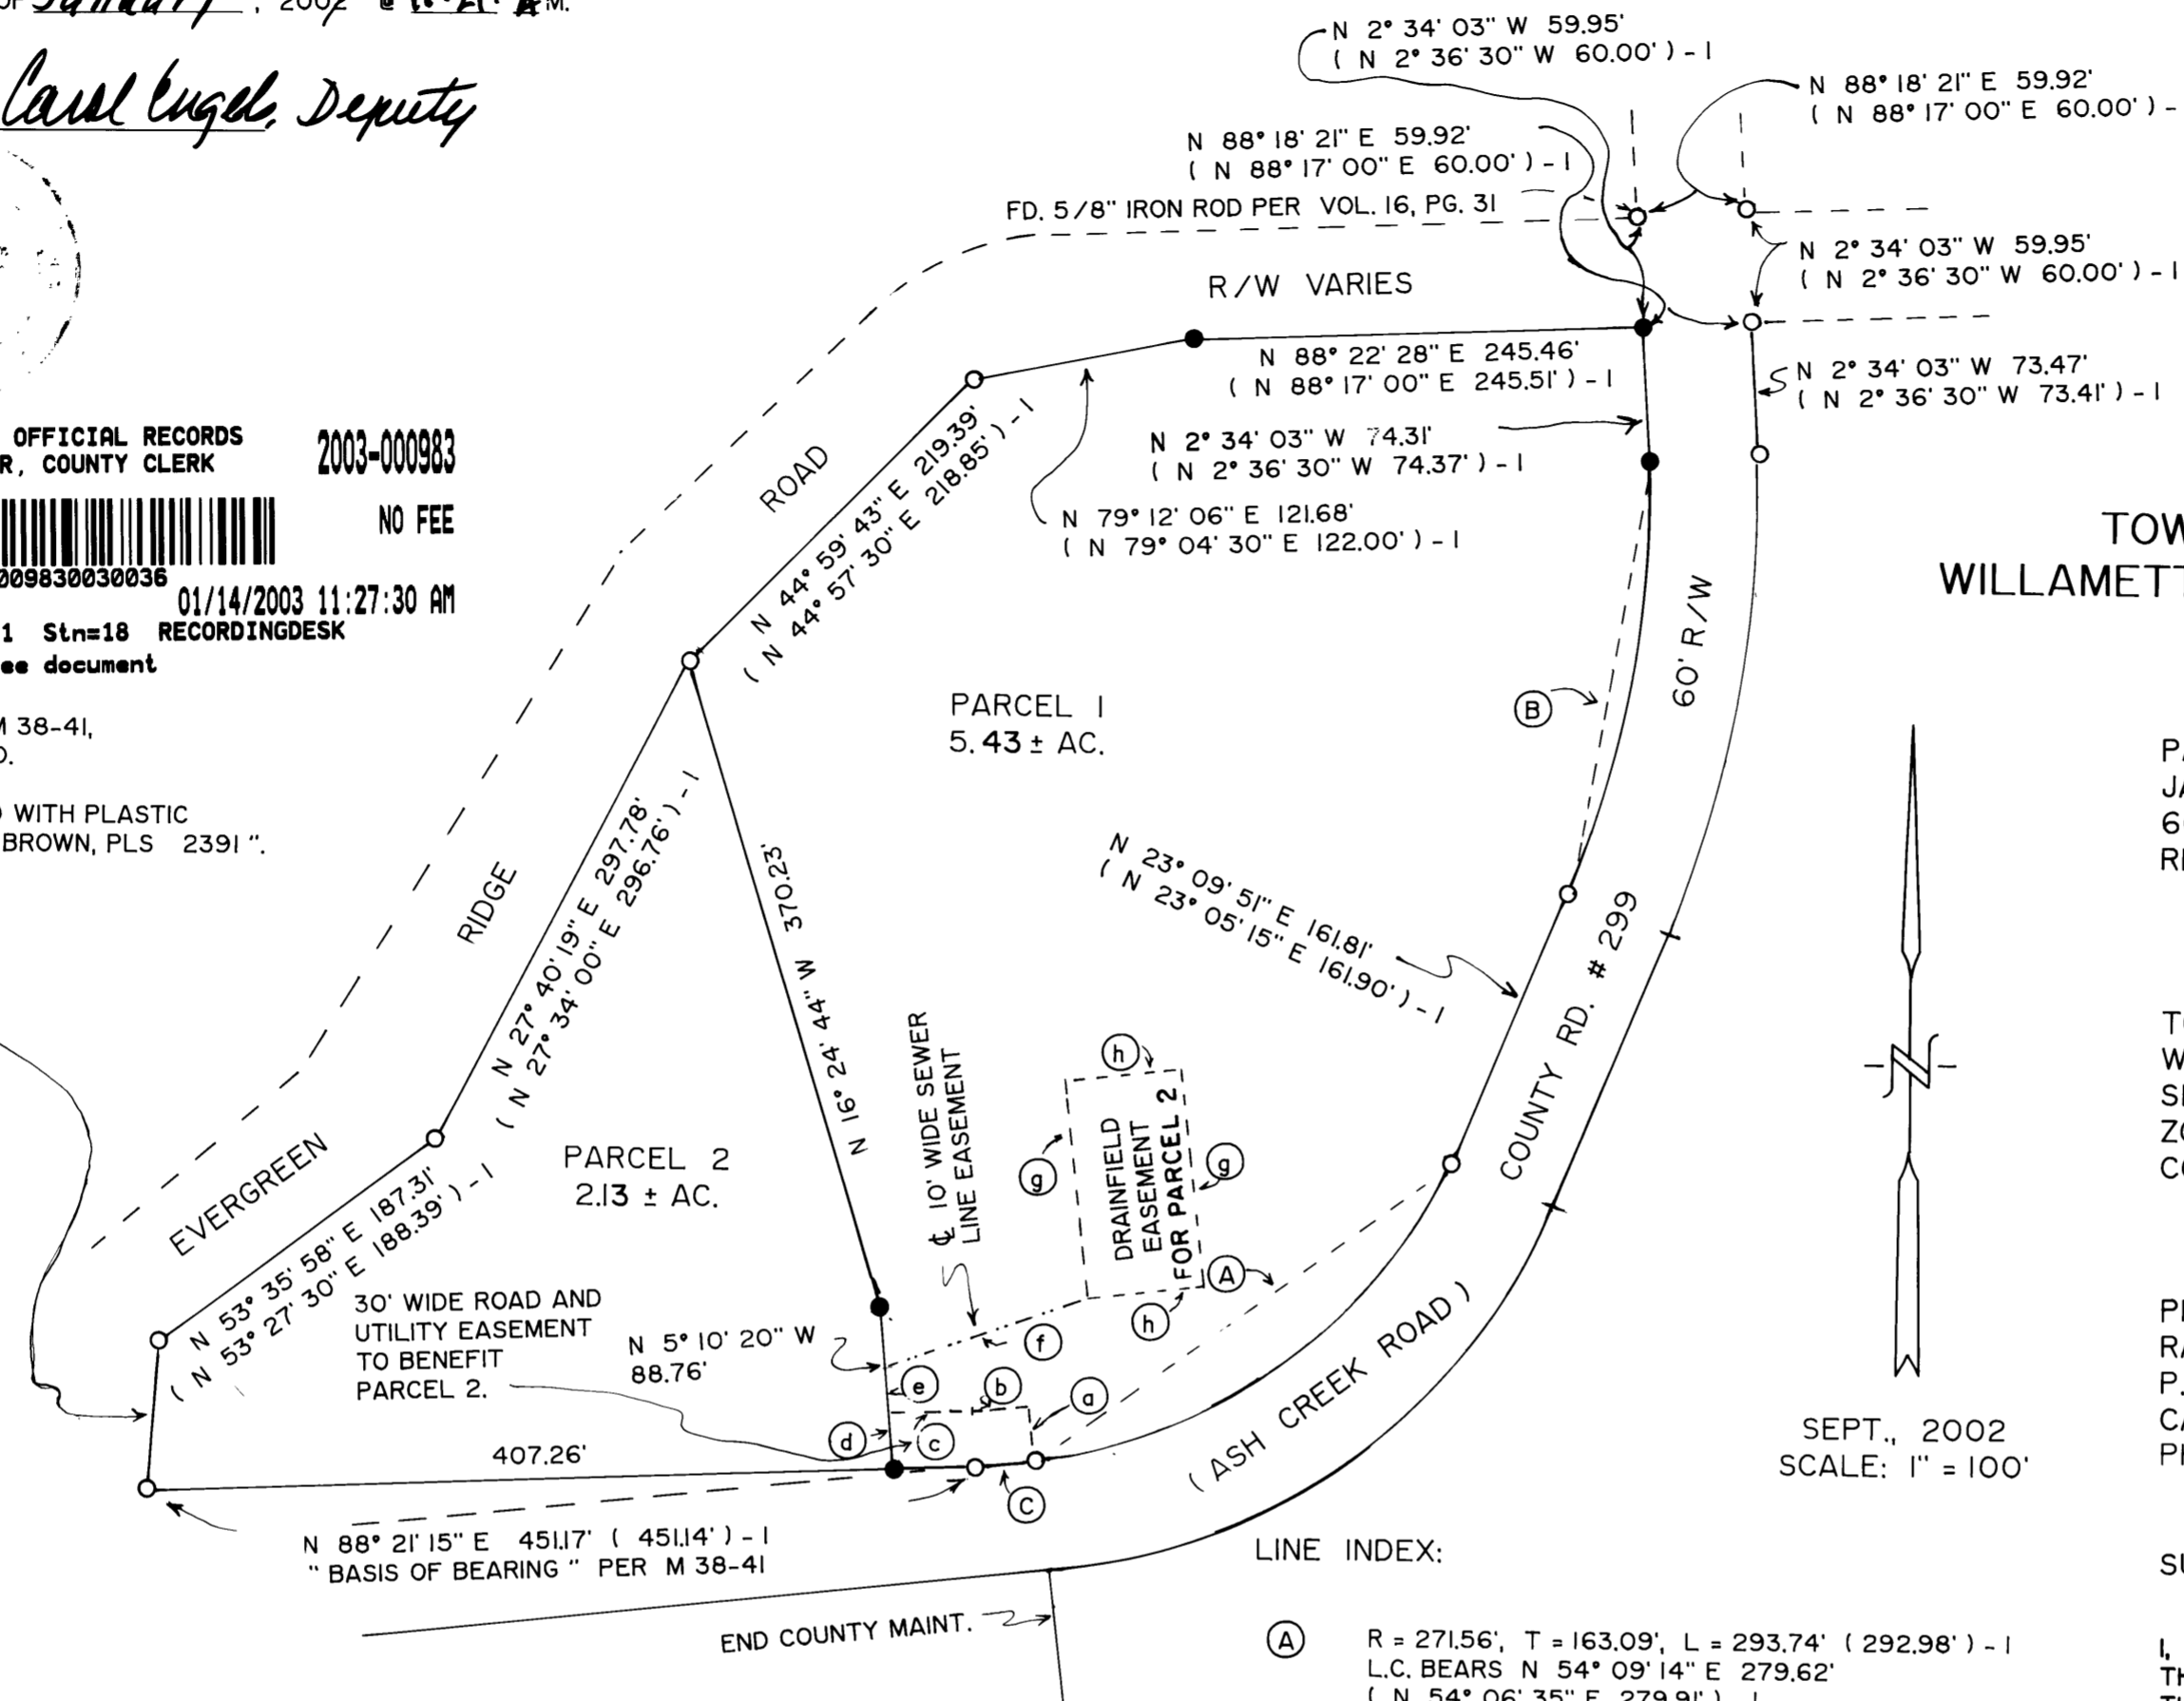 Carol Engels, Deputy
N 2° 34' 03" W 59.95'
( N 2° 36' 30" W 60.00' ) - 1
N 88° 18' 21" E 59.92'
( N 88° 17' 00" E 60.00' ) -
N 88° 18' 21" E 59.92'
( N 88° 17' 00" E 60.00' ) - 1
FD. 5/8" IRON ROD PER VOL. 16, PG. 31
N 2° 34' 03" W 59.95'
( N 2° 36' 30" W 60.00' ) - 1
R/W VARIES
N 88° 22' 28" E 245.46'
( N 88° 17' 00" E 245.51' ) - 1
N 2° 34' 03" W 73.47'
( N 2° 36' 30" W 73.41' ) - 1
OFFICIAL RECORDS
R, COUNTY CLERK
2003-000983
NO FEE
009830030036
01/14/2003 11:27:30 AM
1 Stn=18 RECORDINGDESK
ee document
N 2° 34' 03" W 74.31'
( N 2° 36' 30" W 74.37' ) - 1
N 79° 12' 06" E 121.68'
( N 79° 04' 30" E 122.00' ) - 1
N 44° 59' 43" E 219.39'
( N 44° 57' 30" E 218.85' ) - 1
ROAD
TOW
WILLAMETT
60' R/W
M 38-41,
D.
WITH PLASTIC
BROWN, PLS 2391 ".
PARCEL 1
5.43 ± AC.
B
PA
JA
6
RE
RIDGE
N 27° 40' 19" E 297.78'
( N 27° 34' 00" E 296.76' ) - 1
N 16° 24' 44" W 370.23'
N 23° 09' 51" E 161.81'
( N 23° 05' 15" E 161.90' ) - 1
COUNTY RD. # 299
N
℄ 10' WIDE SEWER
LINE EASEMENT
h
g
DRAINFIELD
EASEMENT
FOR PARCEL 2
g
EVERGREEN
PARCEL 2
2.13 ± AC.
N 53° 35' 58" E 187.31'
( N 53° 27' 30" E 188.39' ) - 1
A
h
f
30' WIDE ROAD AND
UTILITY EASEMENT
TO BENEFIT
PARCEL 2.
N 5° 10' 20" W
88.76'
e
b
a
d
c
407.26'
c
( ASH CREEK ROAD )
SEPT., 2002
SCALE: 1" = 100'
N 88° 21' 15" E 451.17' ( 451.14' ) - 1
" BASIS OF BEARING " PER M 38-41
END COUNTY MAINT.
LINE INDEX:
A
R = 271.56', T = 163.09', L = 293.74' ( 292.98' ) - 1
L.C. BEARS N 54° 09' 14" E 279.62'
( N 54° 06' 35" E 279.91' ) - 1